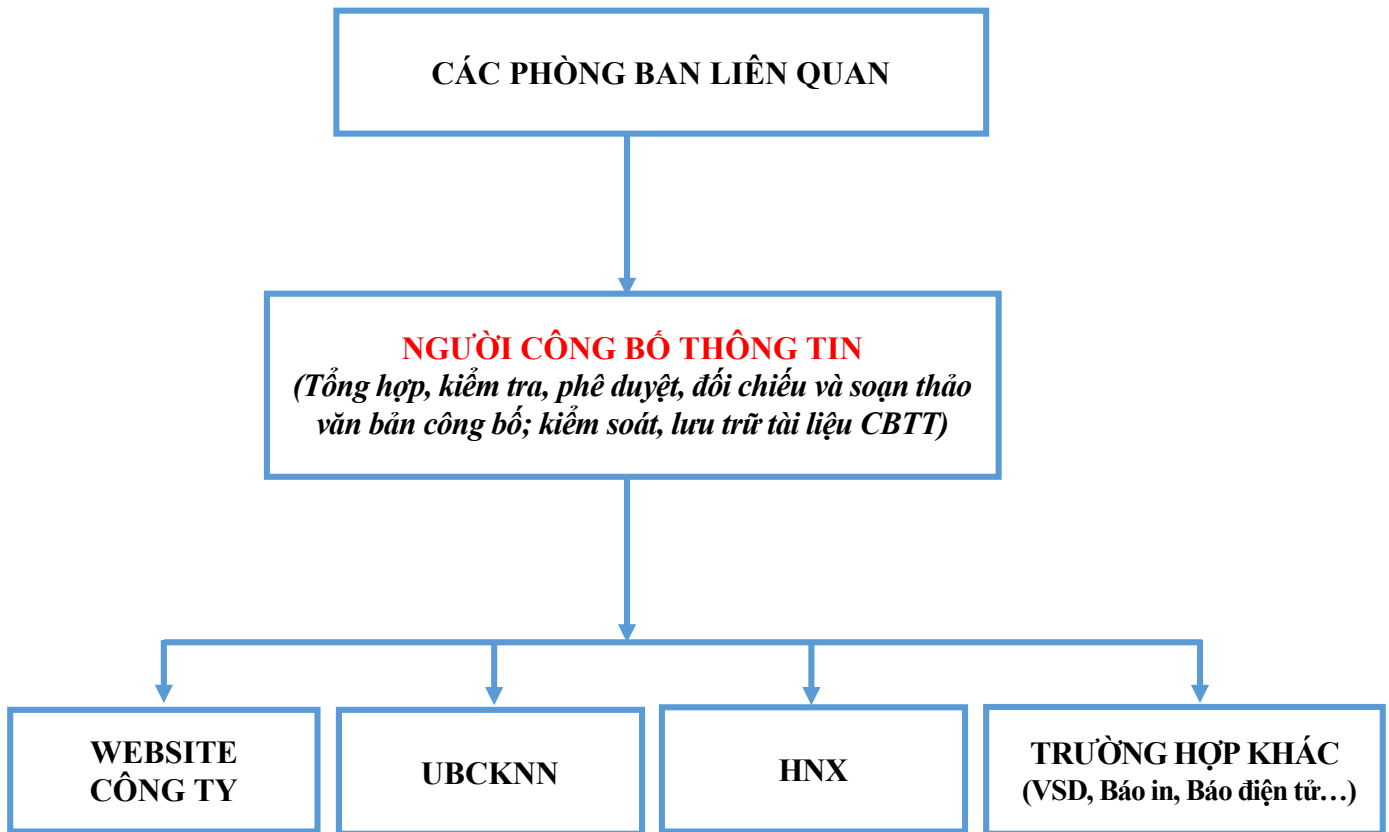 CÁC PHÒNG BAN LIÊN QUAN
NGƯỜI CÔNG BỐ THÔNG TIN
(Tổng hợp, kiểm tra, phê duyệt, đối chiếu và soạn thảo
văn bản công bố; kiểm soát, lưu trữ tài liệu CBTT)
WEBSITE
CÔNG TY
UBCKNN
HNX
TRƯỜNG HỢP KHÁC
(VSD, Báo in, Báo điện tử…)